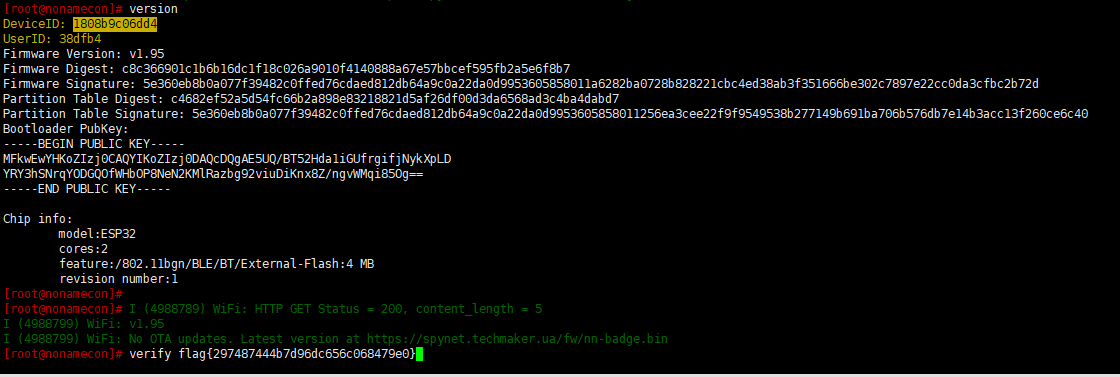 [root@nonamecon]# version
DeviceID: 1808b9c06dd4
UserID: 38dfb4
Firmware Version: v1.95
Firmware Digest: c8c366901c1b6b16dc1f18c026a9010f4140888a67e57bbcef595fb2a5e6f8b7
Firmware Signature: 5e360eb8b0a077f39482c0ffed76cdaed812db64a9c0a22da0d9953605858011a6282ba0728b828221cbc4ed38ab3f351666be302c7897e22cc0da3cfbc2b72d
Partition Table Digest: c4682ef52a5d54fc66b2a898e83218821d5af26df00d3da6568ad3c4ba4dabd7
Partition Table Signature: 5e360eb8b0a077f39482c0ffed76cdaed812db64a9c0a22da0d9953605858011256ea3cee22f9f9549538b277149b691ba706b576db7e14b3acc13f260ce6c40
Bootloader PubKey:
-----BEGIN PUBLIC KEY-----
MFkwEwYHKoZIzj0CAQYIKoZIzj0DAQcDQgAE5UQ/BT52Hda1iGUfrgifjNykXpLD
YRY3hSNrqYODGQOfWHbOP8NeN2KMlRazbg92viuDiKnx8Z/ngvWMqi85Og==
-----END PUBLIC KEY-----
Chip info:
model:ESP32
cores:2
feature:/802.11bgn/BLE/BT/External-Flash:4 MB
revision number:1
[root@nonamecon]#
[root@nonamecon]# I (4988789) WiFi: HTTP GET Status = 200, content_length = 5
I (4988799) WiFi: v1.95
I (4988799) WiFi: No OTA updates. Latest version at https://spynet.techmaker.ua/fw/nn-badge.bin
[root@nonamecon]# verify flag{297487444b7d96dc656c068479e0}